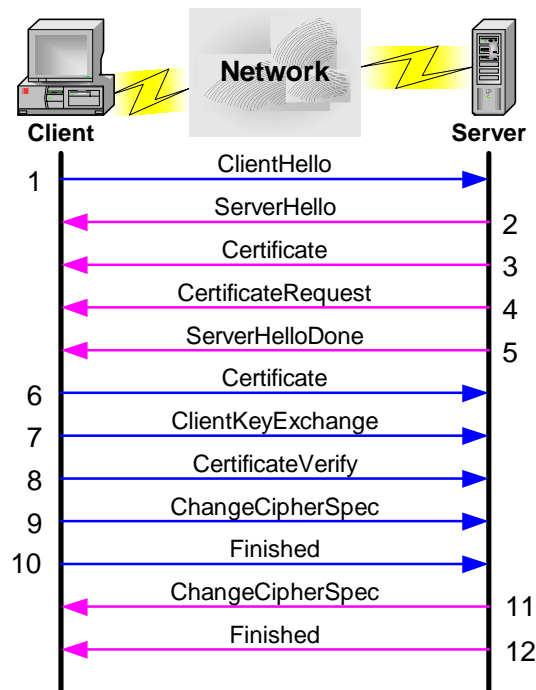 Network
Client
Server
1 ClientHello
ServerHello 2
Certificate 3
CertificateRequest 4
ServerHelloDone 5
6 Certificate
7 ClientKeyExchange
8 CertificateVerify
9 ChangeCipherSpec
10 Finished
ChangeCipherSpec 11
Finished 12